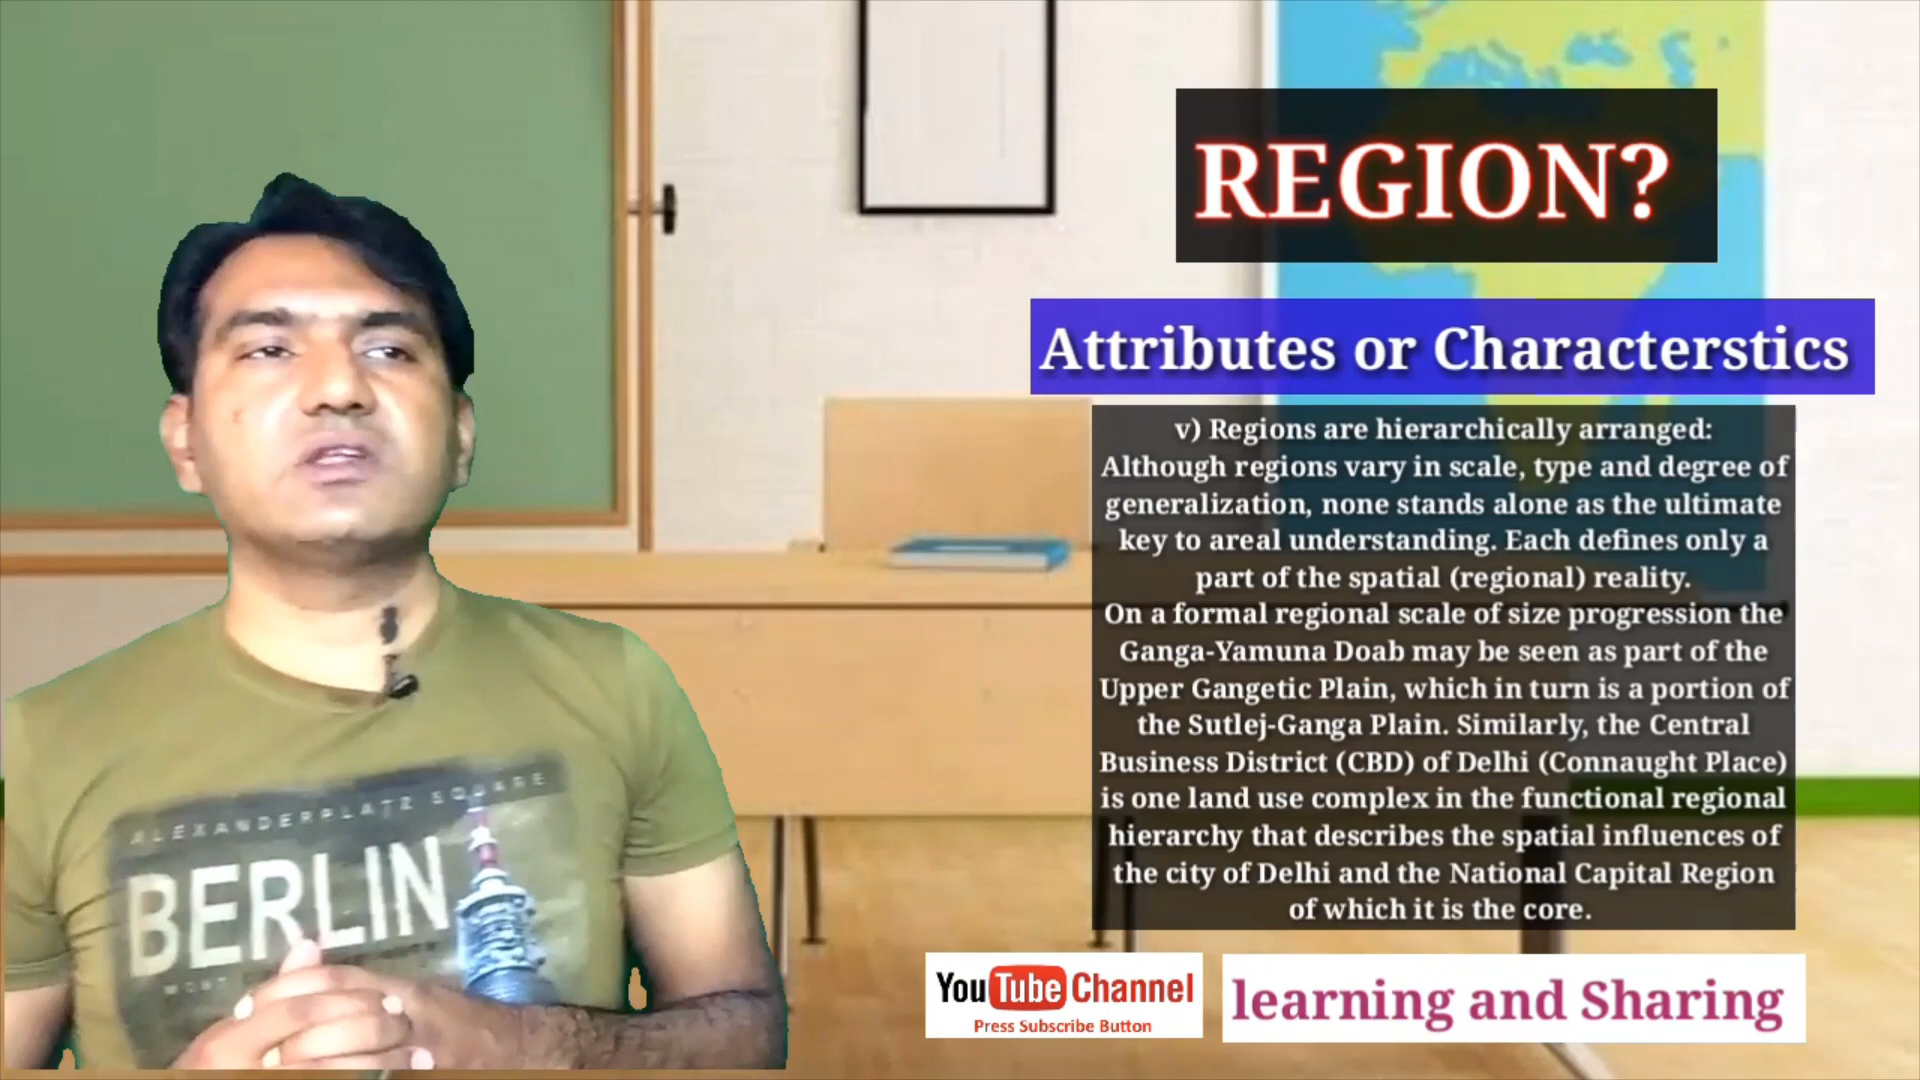 REGION?
Attributes or Characterstics
v) Regions are hierarchically arranged:
Although regions vary in scale, type and degree of
generalization, none stands alone as the ultimate
key to areal understanding. Each defines only a
part of the spatial (regional) reality.
On a formal regional scale of size progression the
Ganga-Yamuna Doab may be seen as part of the
Upper Gangetic Plain, which in turn is a portion of
the Sutlej-Ganga Plain. Similarly, the Central
Business District (CBD) of Delhi (Connaught Place)
is one land use complex in the functional regional
hierarchy that describes the spatial influences of
the city of Delhi and the National Capital Region
of which it is the core.
ALEXANDERPLATZ SQUARE
BERLIN
YouTube Channel
Press Subscribe Button
learning and Sharing